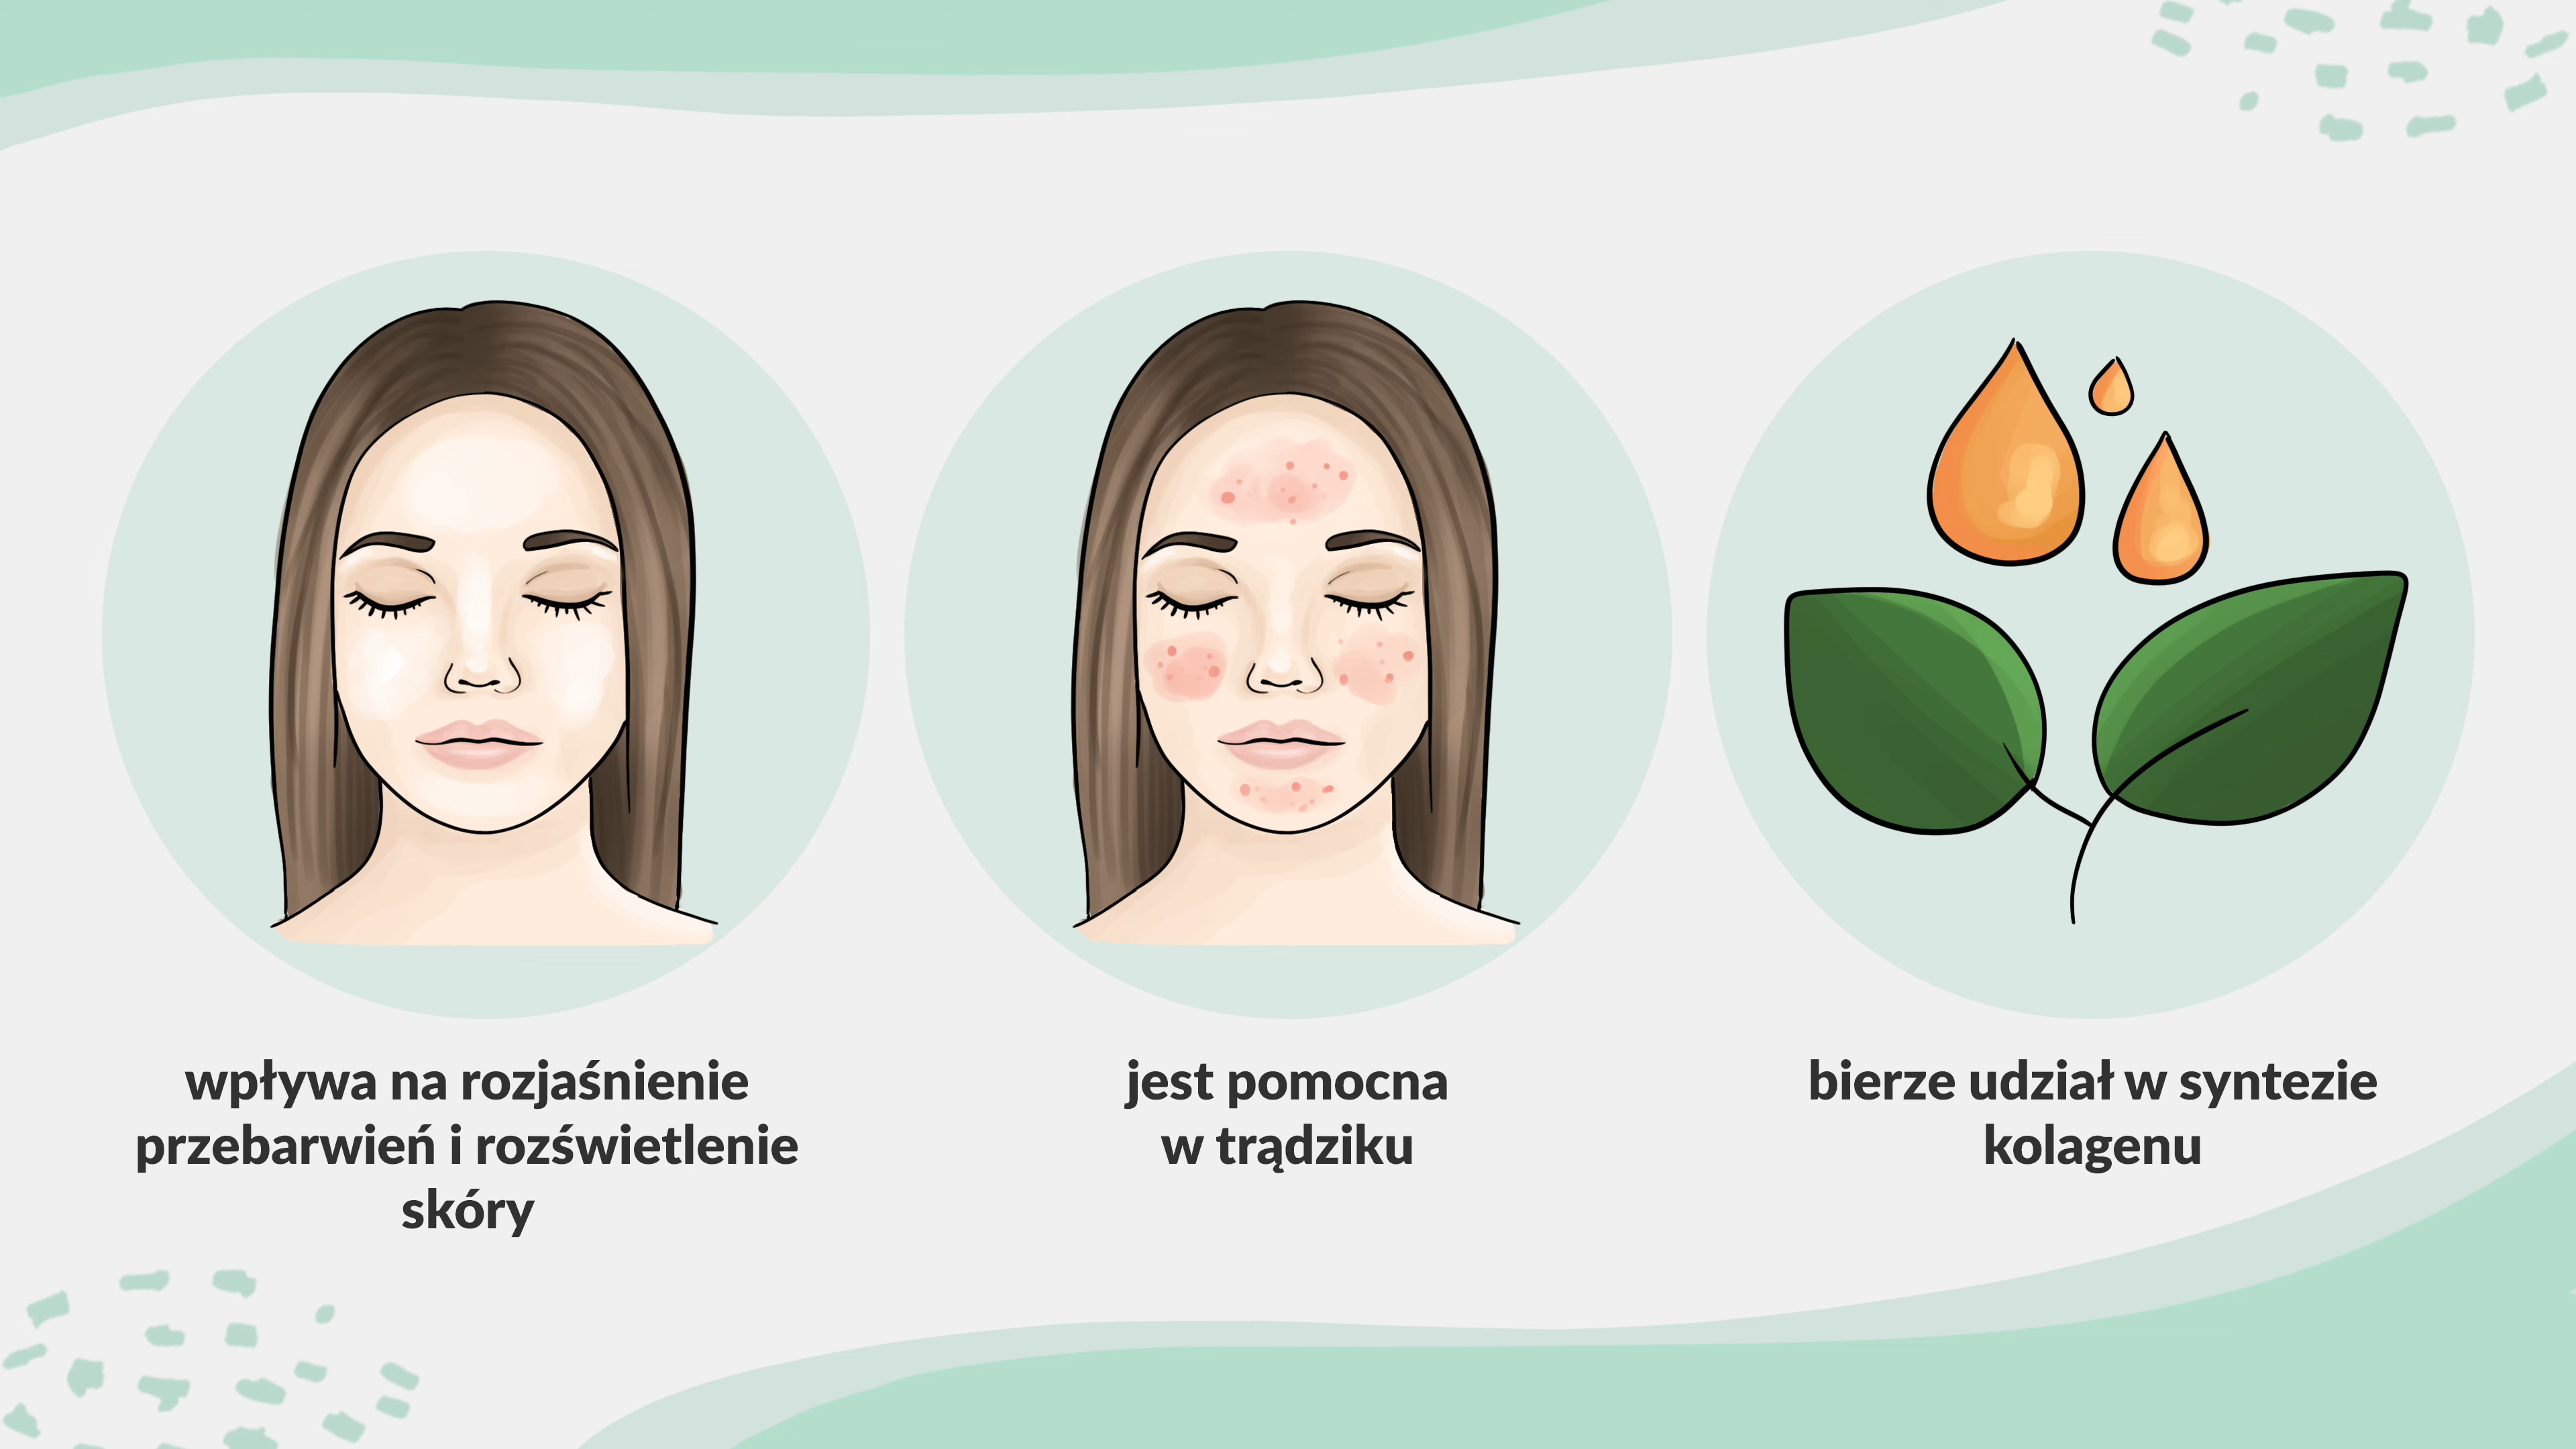 wpływa na rozjaśnienie
przebarwień i rozświetlenie
skóry
jest pomocna
w trądziku
bierze udział w syntezie
kolagenu